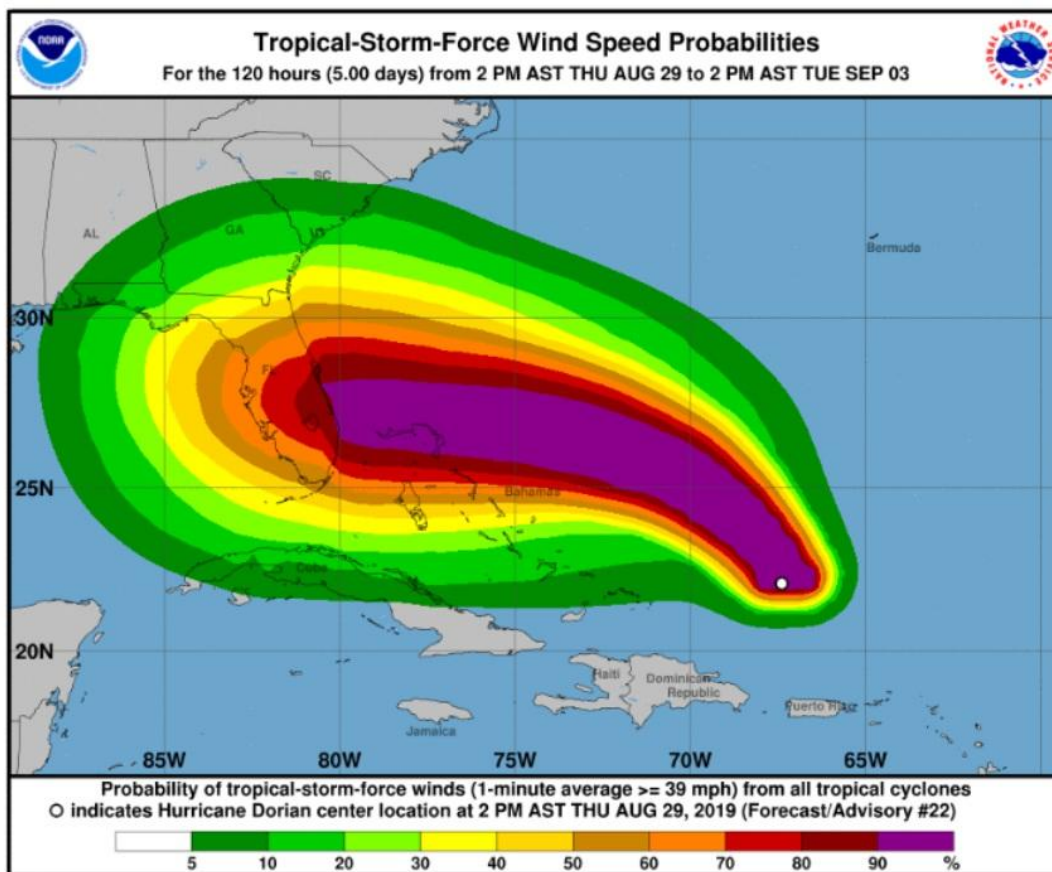 NOAA
Tropical-Storm-Force Wind Speed Probabilities
For the 120 hours (5.00 days) from 2 PM AST THU AUG 29 to 2 PM AST TUE SEP 03
NATIONAL WEATHER SERVICE
SC
AL
GA
Bermuda
30N
FL
25N
Bahamas
Cuba
20N
Haiti
Dominican
Republic
Puerto Rico
Jamaica
85W 80W 75W 70W 65W
Probability of tropical-storm-force winds (1-minute average >= 39 mph) from all tropical cyclones
indicates Hurricane Dorian center location at 2 PM AST THU AUG 29, 2019 (Forecast/Advisory #22)
5 10 20 30 40 50 60 70 80 90 %